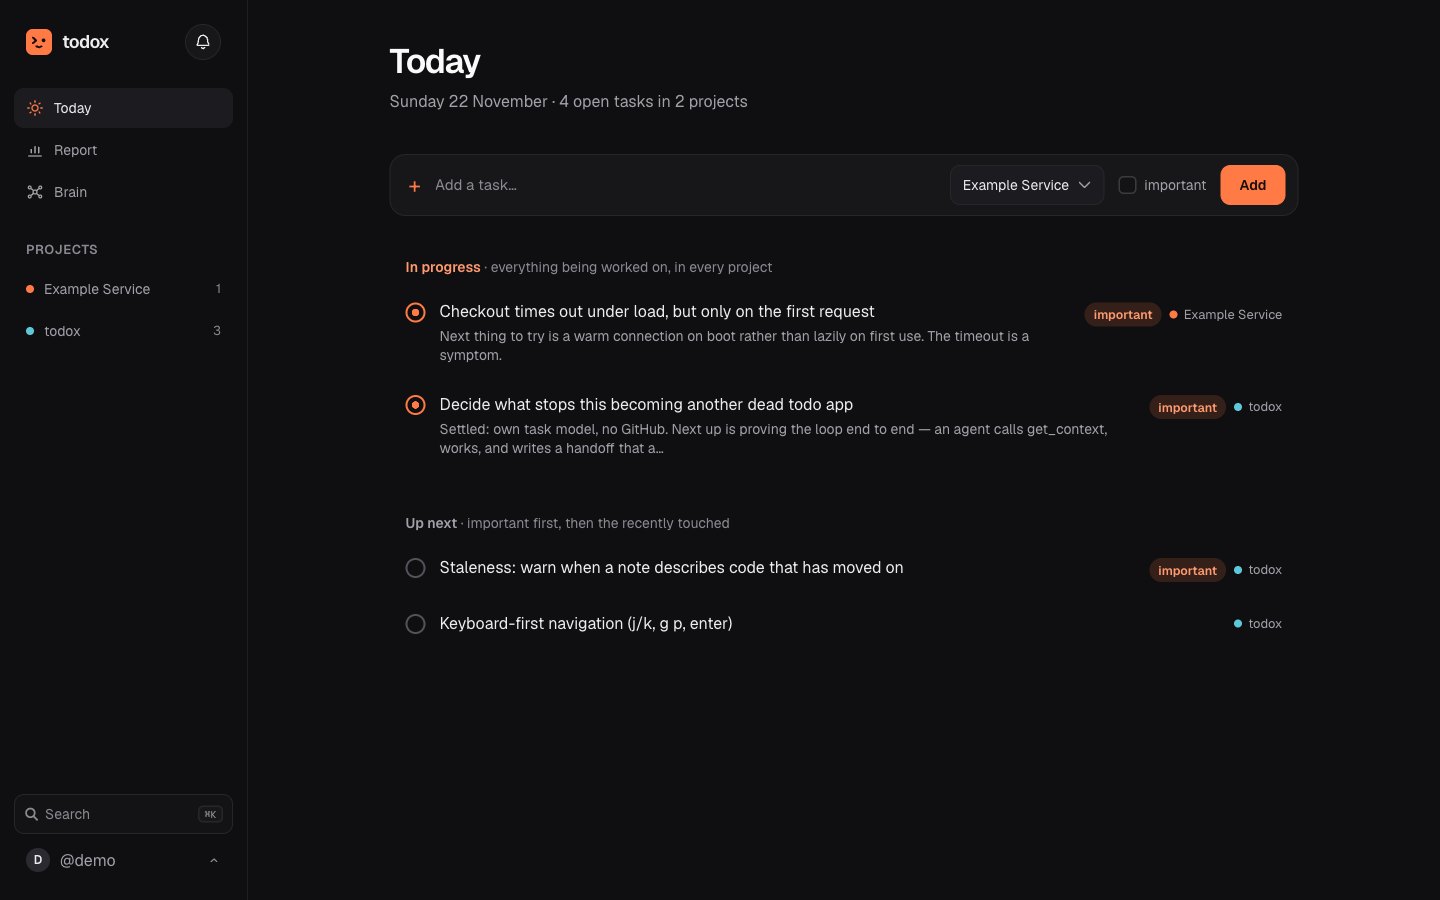 todox
Today
Report
Brain
PROJECTS
Example Service 1
todox 3
Search ⌘K
D @demo
Today
Sunday 22 November · 4 open tasks in 2 projects
+ Add a task… Example Service important Add
In progress · everything being worked on, in every project
Checkout times out under load, but only on the first request important Example Service
Next thing to try is a warm connection on boot rather than lazily on first use. The timeout is a
symptom.
Decide what stops this becoming another dead todo app important todox
Settled: own task model, no GitHub. Next up is proving the loop end to end — an agent calls get_context,
works, and writes a handoff that a…
Up next · important first, then the recently touched
Staleness: warn when a note describes code that has moved on important todox
Keyboard-first navigation (j/k, g p, enter) todox